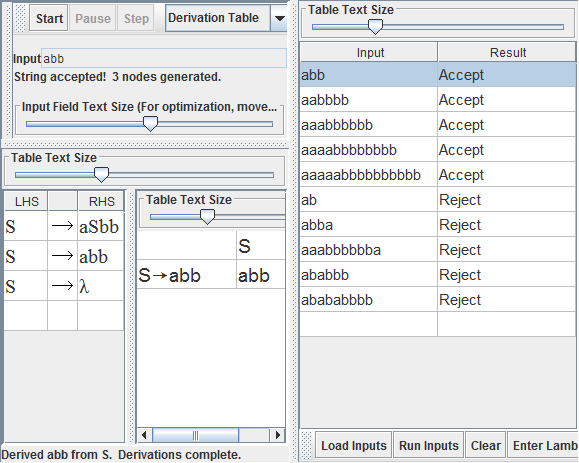 Start Pause Step Derivation Table
Input abb
String accepted! 3 nodes generated.
Input Field Text Size (For optimization, move...
Table Text Size
LHS RHS
S → aSbb
S → abb
S → λ
Table Text Size
S
S→abb abb
Derived abb from S. Derivations complete.
Table Text Size
Input Result
abb Accept
aabbbb Accept
aaabbbbbb Accept
aaaabbbbbbbb Accept
aaaaabbbbbbbbbb Accept
ab Reject
abba Reject
aaabbbbbba Reject
ababbb Reject
abababbbb Reject
Load Inputs Run Inputs Clear Enter Lamb